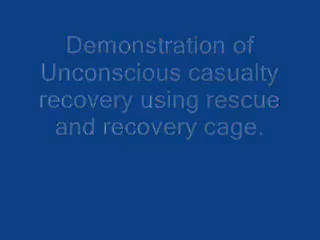 Demonstration of
Unconscious casualty
recovery using rescue
and recovery cage.